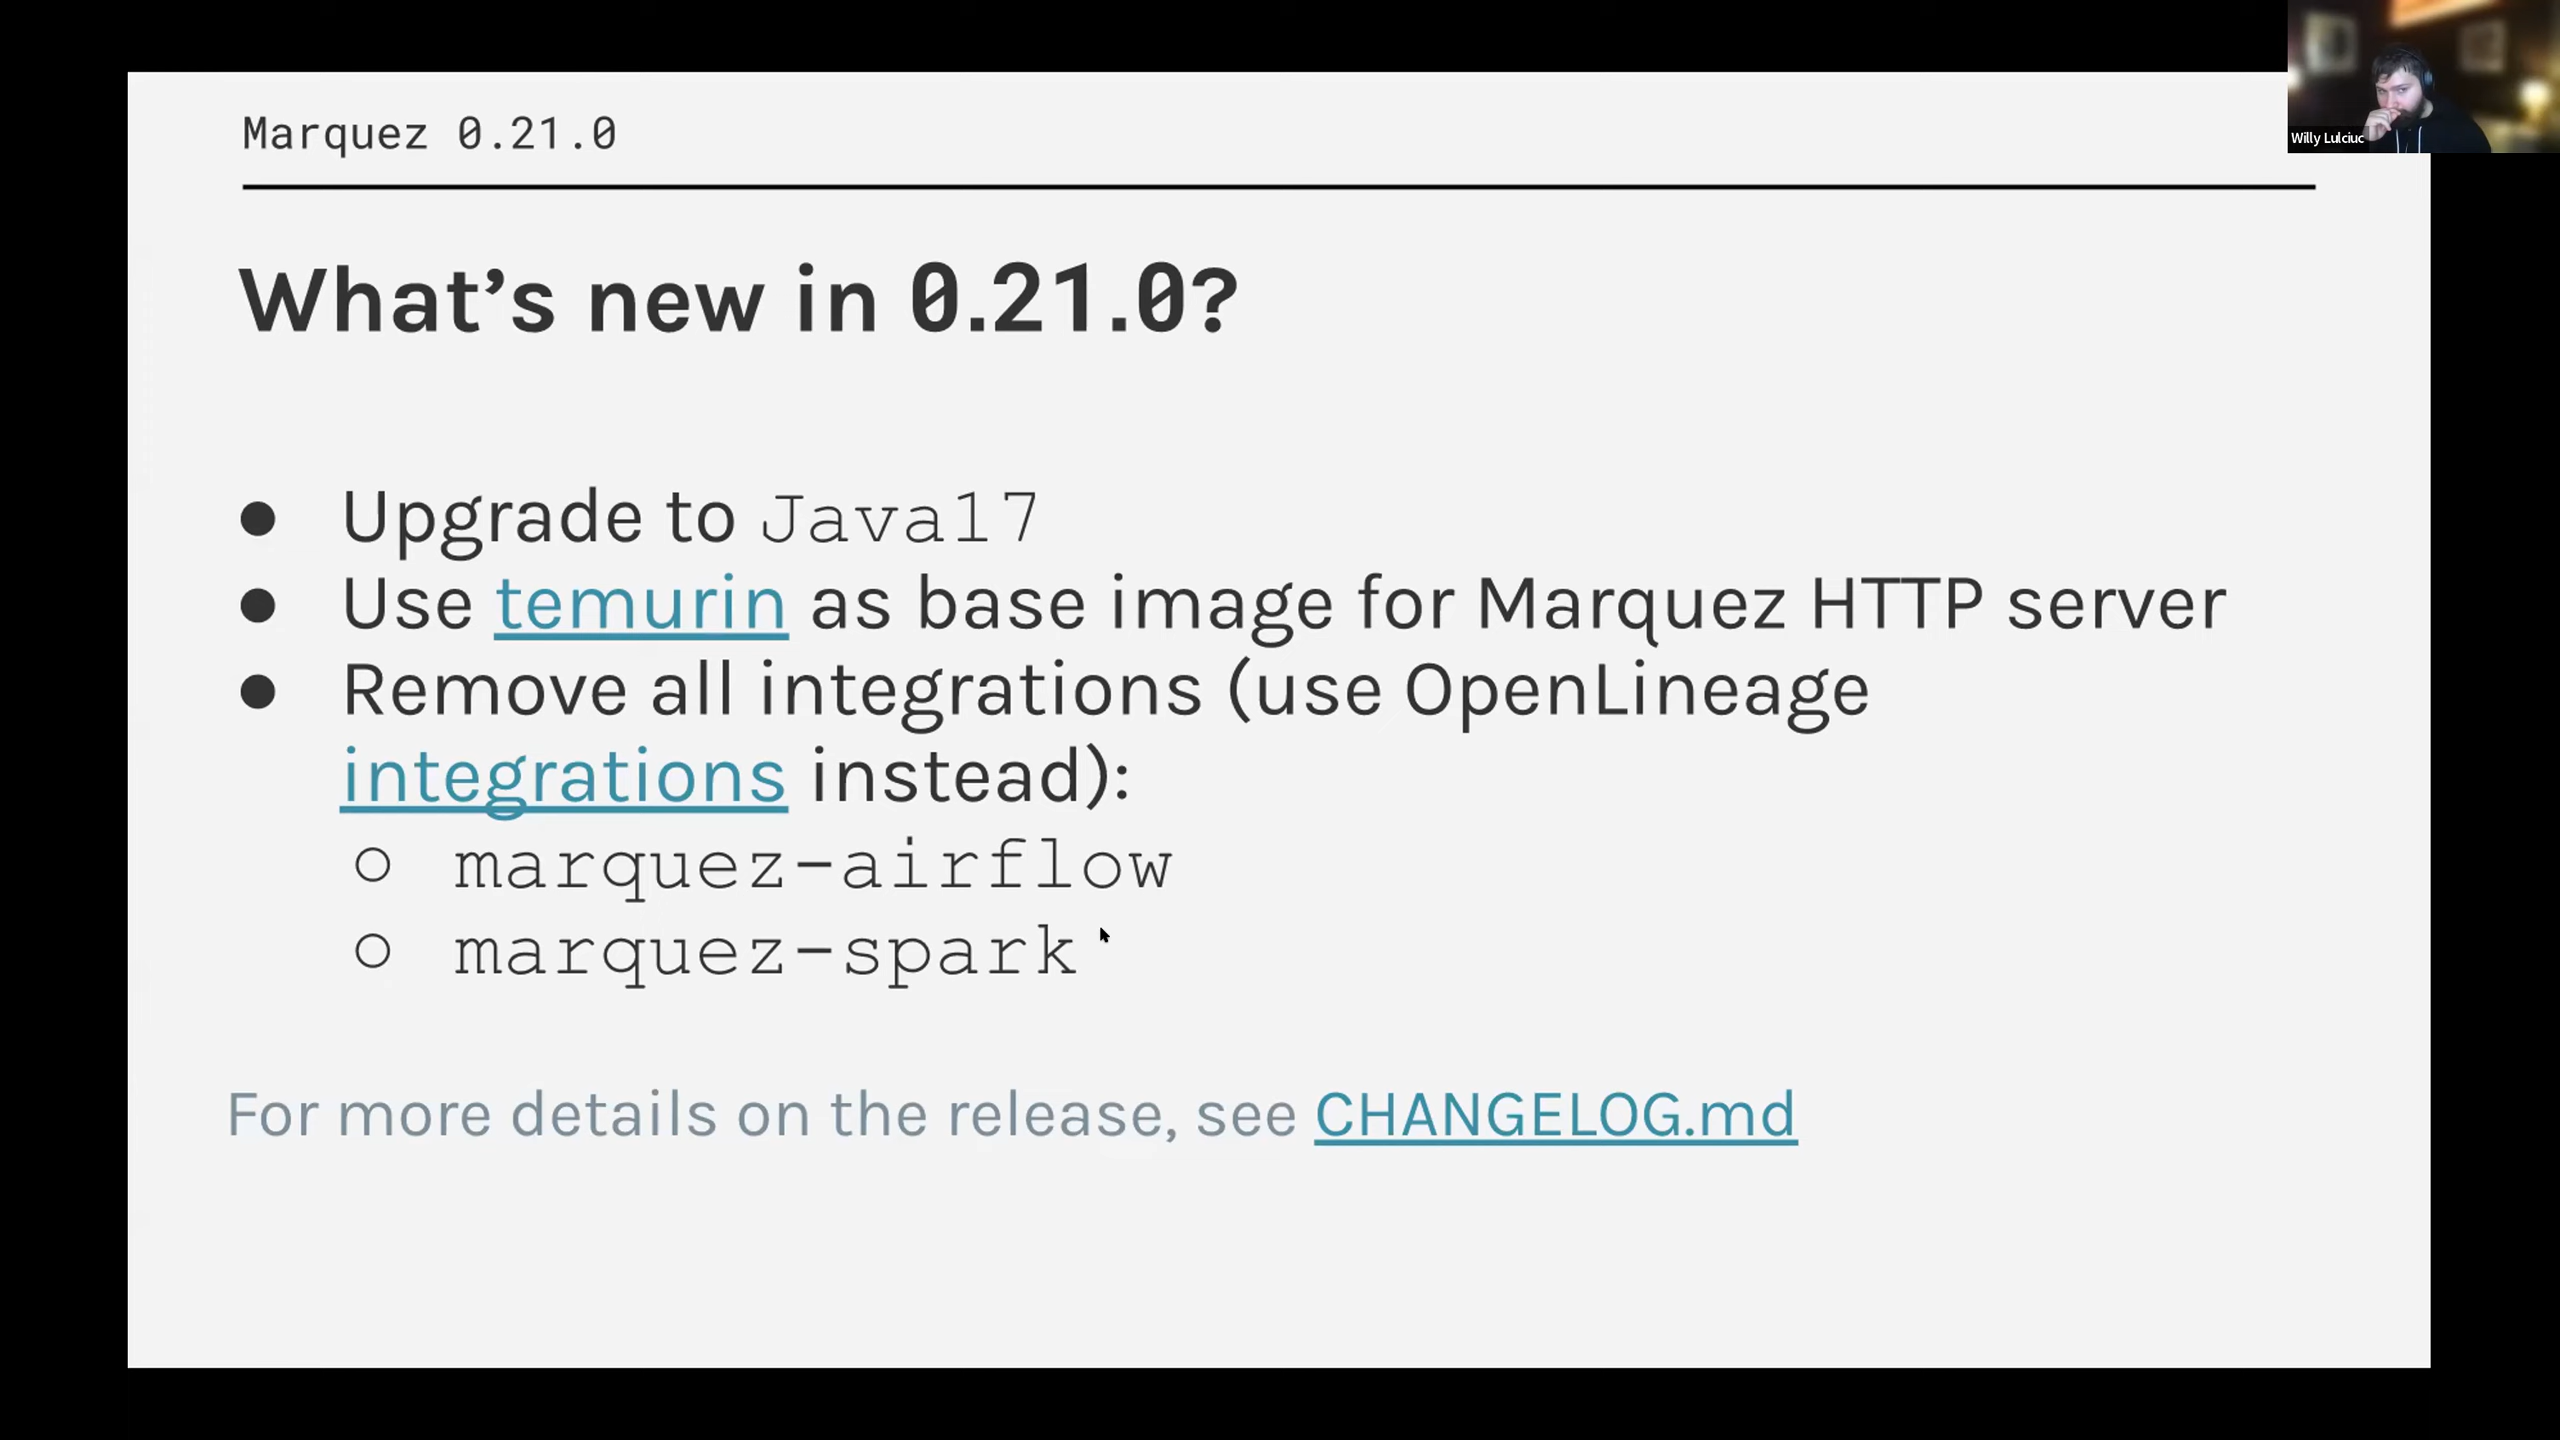 Marquez 0.21.0
Willy Lulciuc
What’s new in 0.21.0?
● Upgrade to Java17
● Use temurin as base image for Marquez HTTP server
● Remove all integrations (use OpenLineage
integrations instead):
○ marquez-airflow
○ marquez-spark
For more details on the release, see CHANGELOG.md